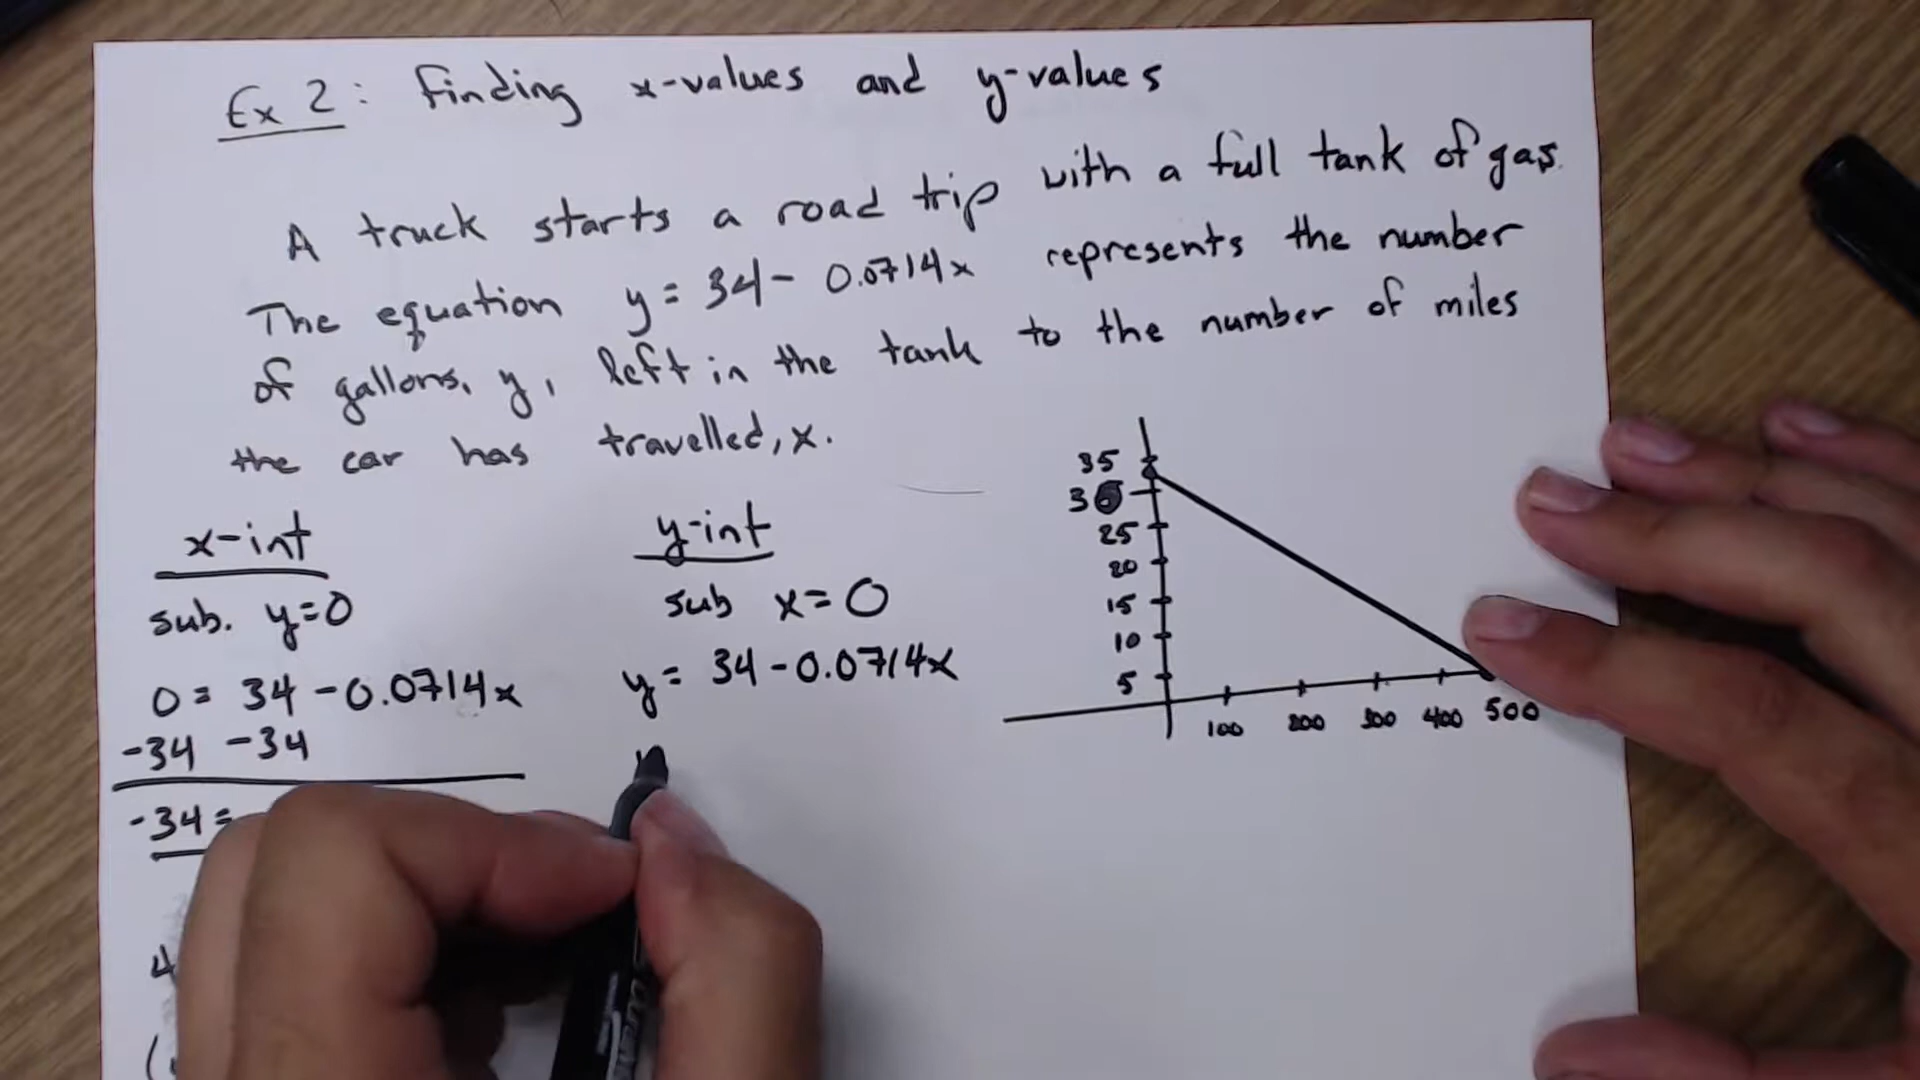 Ex 2: Finding x-values and y-values
A truck starts a road trip with a full tank of gas.
The equation y = 34 - 0.0714x represents the number
of gallons, y, left in the tank to the number of miles
the car has travelled, x.
x-int
sub. y=0
0 = 34 - 0.0714x
-34 -34
-34 =
4
(
y-int
sub x = 0
y = 34 - 0.0714x
35
30
25
20
15
10
5
100 200 300 400 500